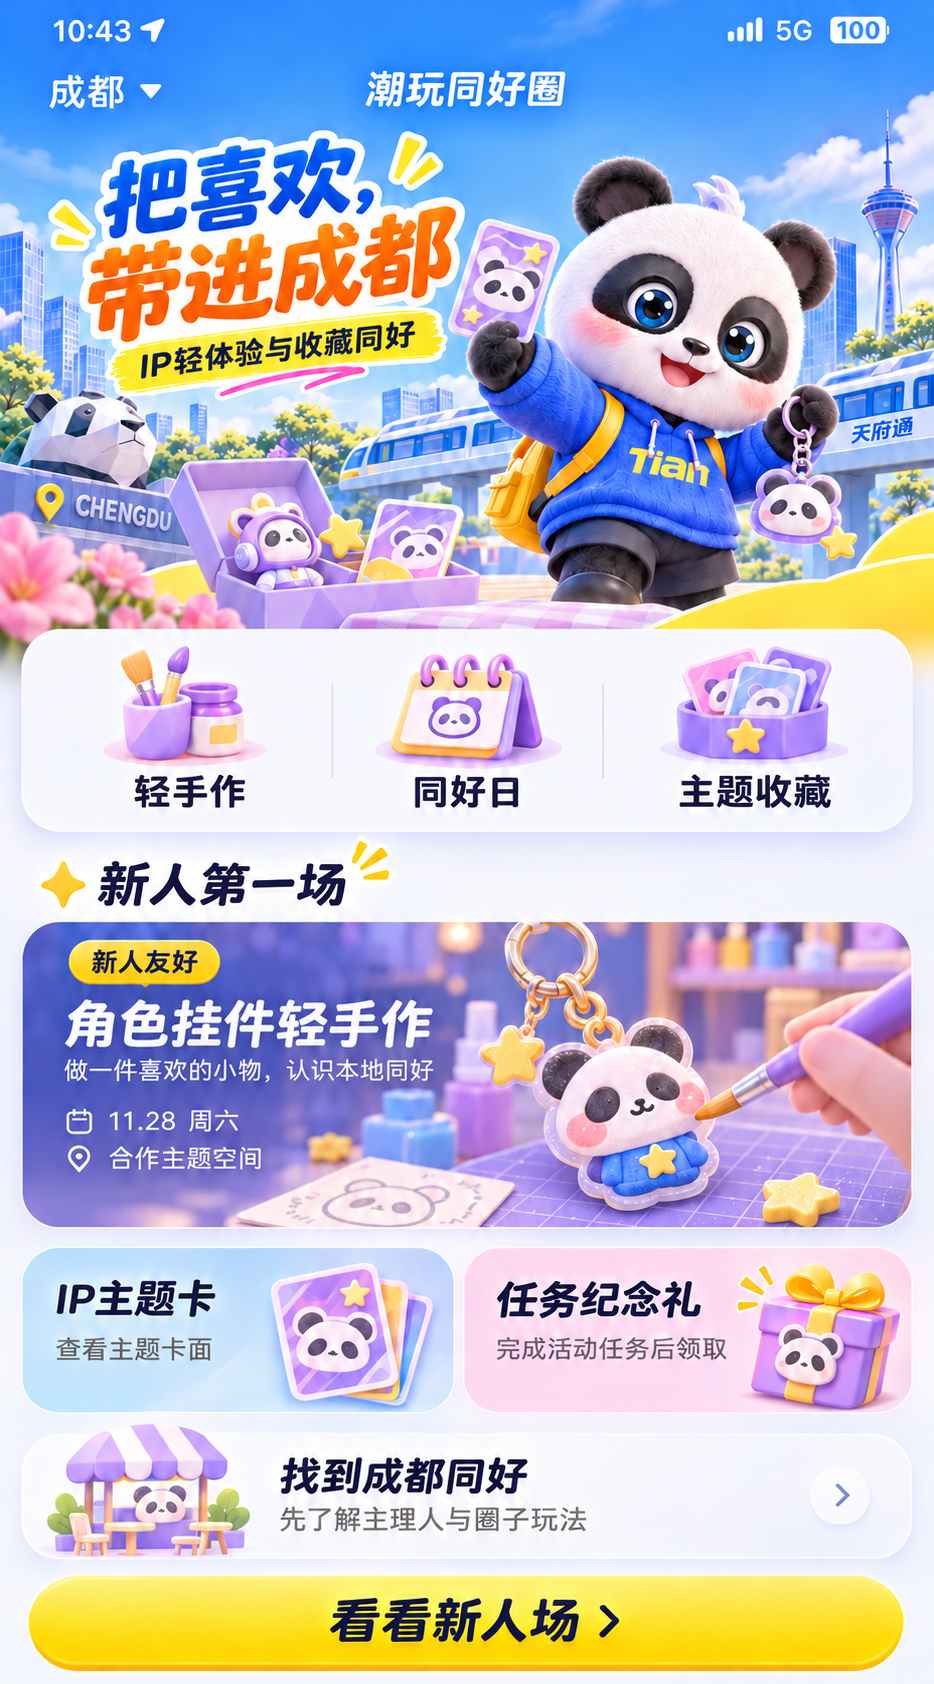 10:43
5G
100
成都
潮玩同好圈
把喜欢,
带进成都
IP轻体验与收藏同好
天府通
Tian
CHENGDU
轻手作
同好日
主题收藏
新人第一场
新人友好
角色挂件轻手作
做一件喜欢的小物，认识本地同好
11.28 周六
合作主题空间
IP主题卡
查看主题卡面
任务纪念礼
完成活动任务后领取
找到成都同好
先了解主理人与圈子玩法
看看新人场